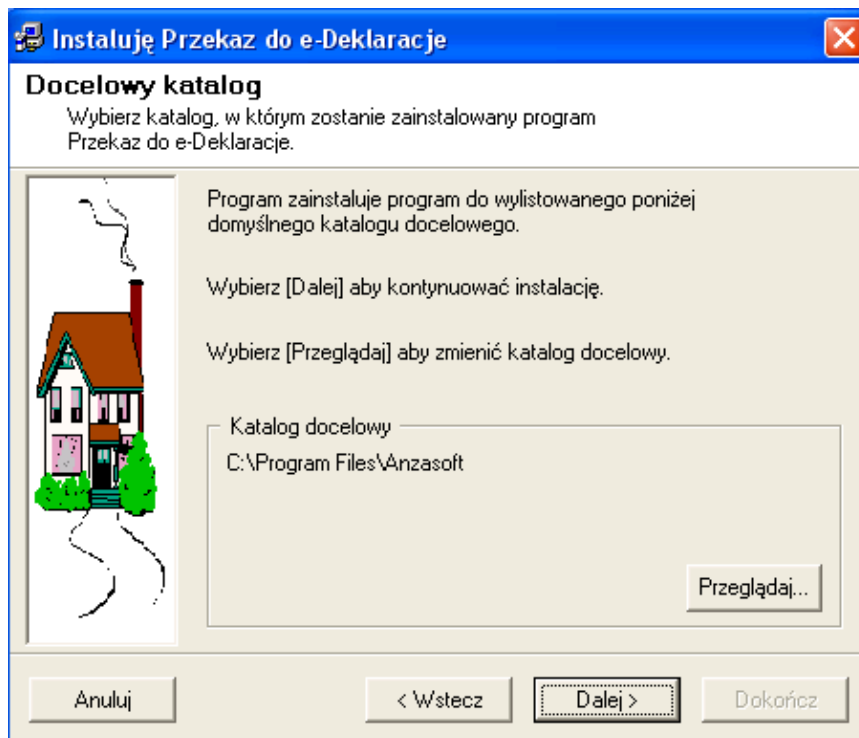 Instaluję Przekaz do e-Deklaracje
Docelowy katalog
Wybierz katalog, w którym zostanie zainstalowany program
Przekaz do e-Deklaracje.
Program zainstaluje program do wylistowanego poniżej
domyślnego katalogu docelowego.
Wybierz [Dalej] aby kontynuować instalację.
Wybierz [Przeglądaj] aby zmienić katalog docelowy.
Katalog docelowy
C:\Program Files\Anzasoft
Przeglądaj...
Anuluj
< Wstecz
Dalej >
Dokończ